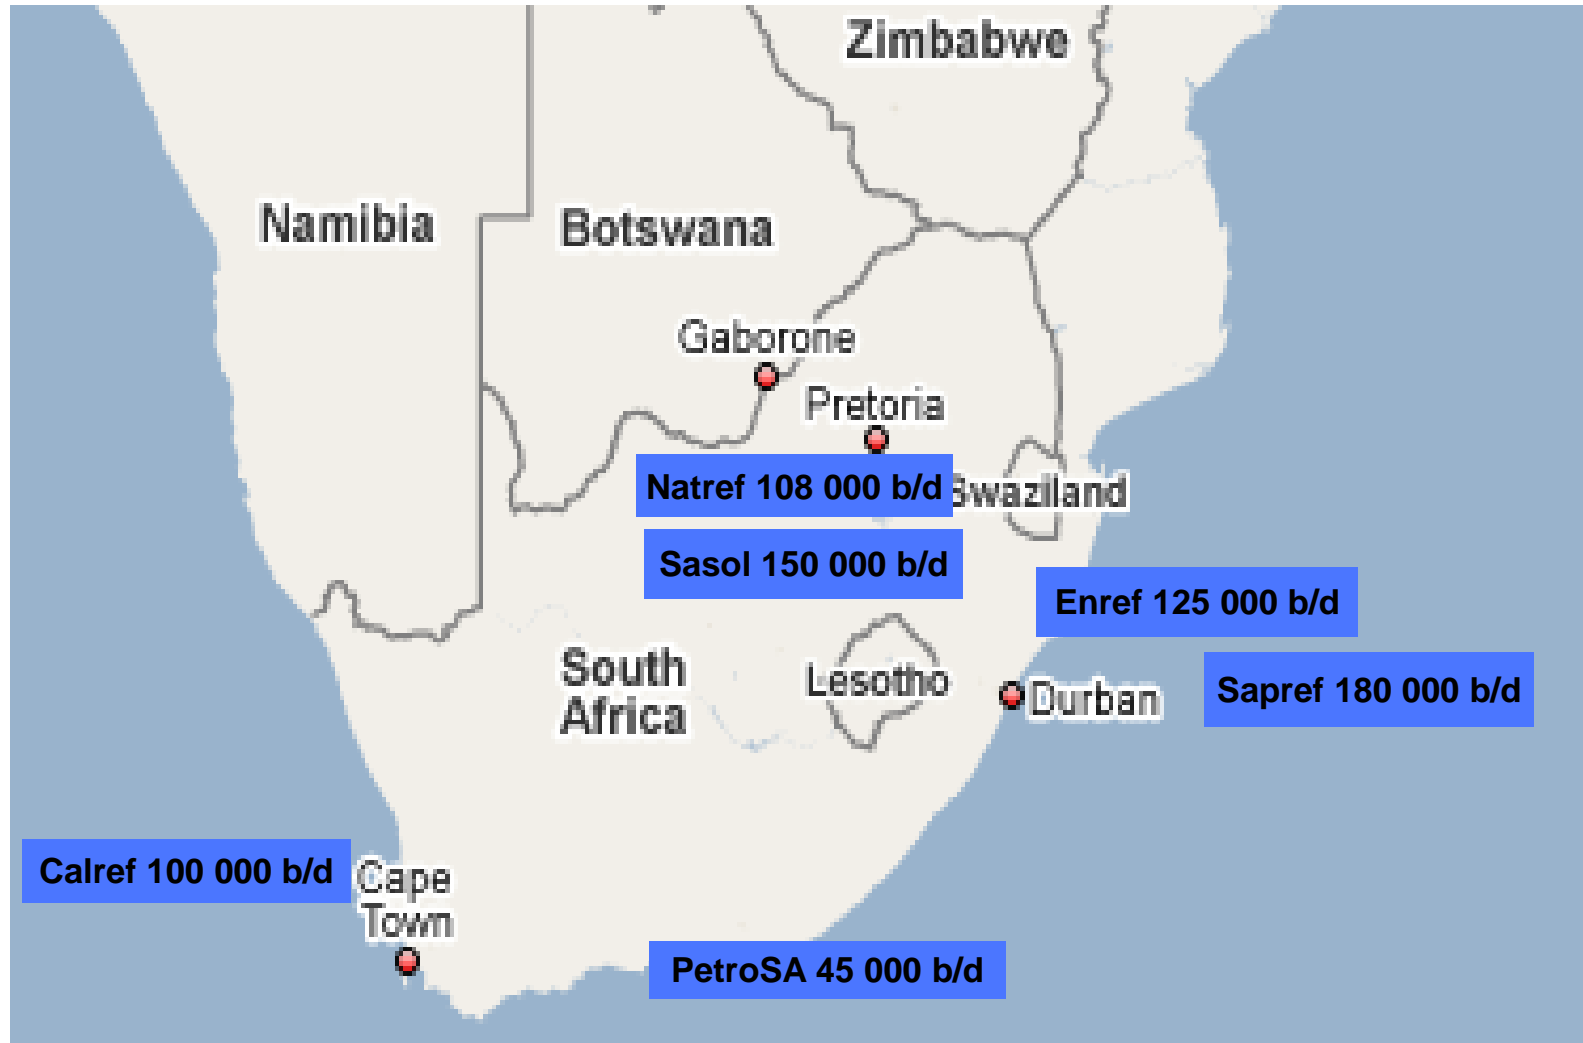 Zimbabwe
Namibia
Botswana
Gaborone
Pretoria
Natref 108 000 b/d
Swaziland
Sasol 150 000 b/d
Enref 125 000 b/d
South
Africa
Lesotho
Durban
Sapref 180 000 b/d
Calref 100 000 b/d
Cape
Town
PetroSA 45 000 b/d